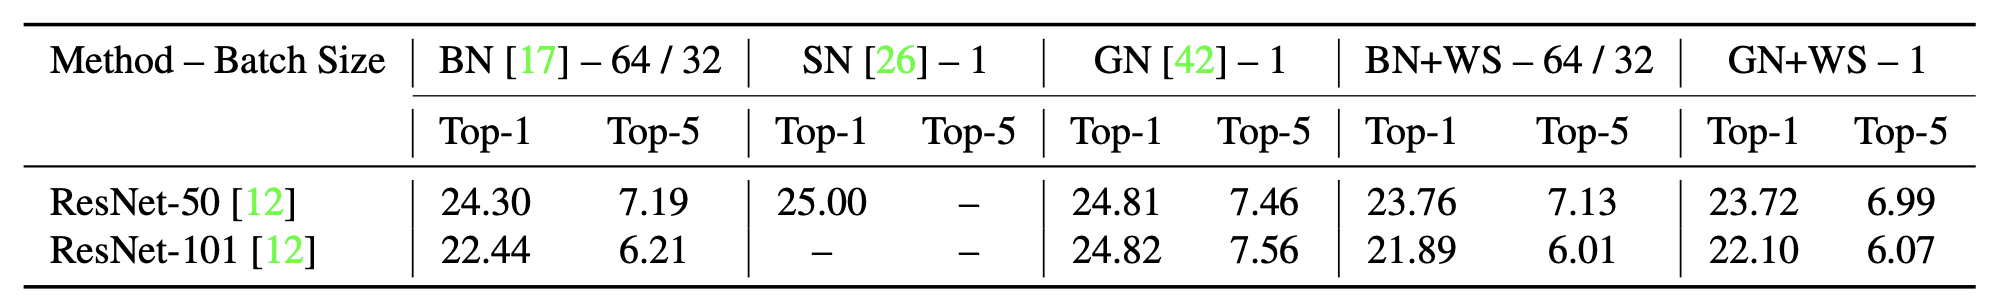 Method – Batch Size BN [17] – 64 / 32 SN [26] – 1 GN [42] – 1 BN+WS – 64 / 32 GN+WS – 1
Top-1 Top-5 Top-1 Top-5 Top-1 Top-5 Top-1 Top-5 Top-1 Top-5
ResNet-50 [12] 24.30 7.19 25.00 – 24.81 7.46 23.76 7.13 23.72 6.99
ResNet-101 [12] 22.44 6.21 – – 24.82 7.56 21.89 6.01 22.10 6.07